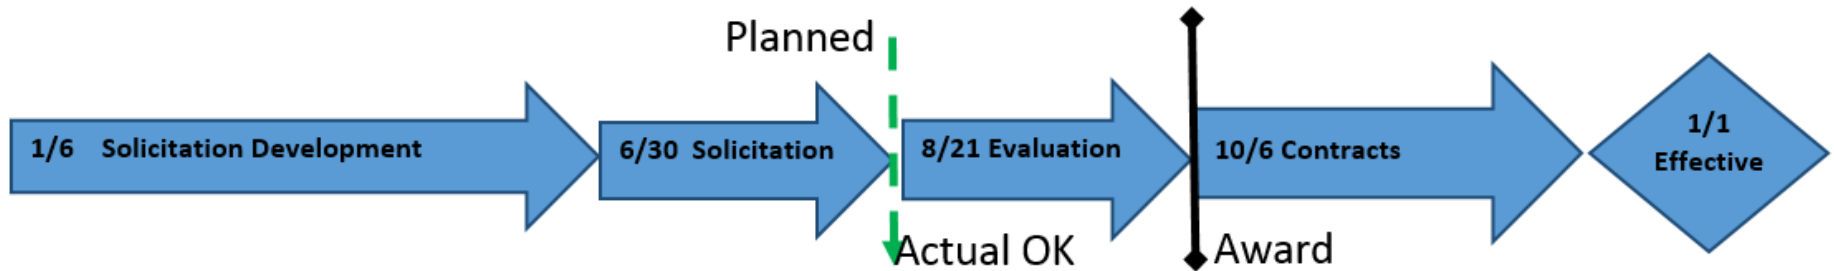 Planned
1/6 Solicitation Development
6/30 Solicitation
8/21 Evaluation
10/6 Contracts
1/1
Effective
Actual OK
Award